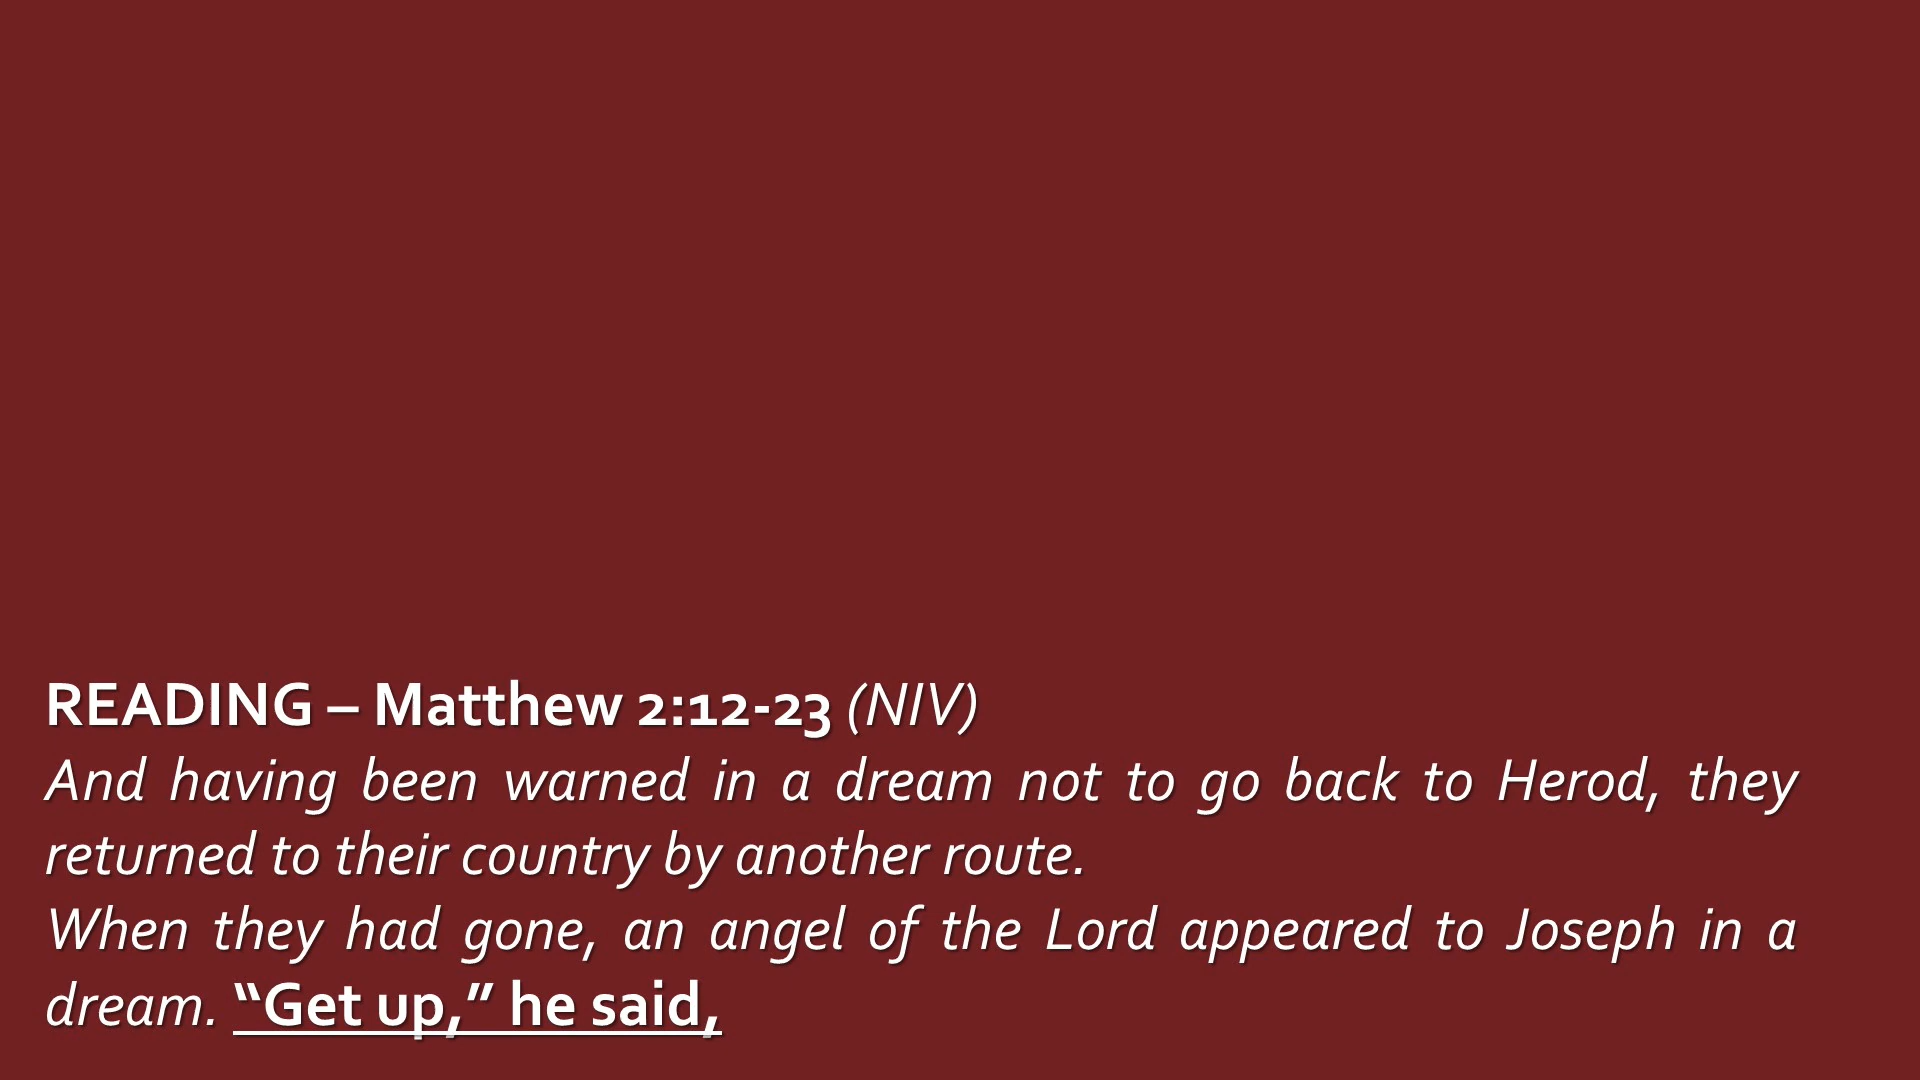 READING – Matthew 2:12-23 (NIV)
And having been warned in a dream not to go back to Herod, they
returned to their country by another route.
When they had gone, an angel of the Lord appeared to Joseph in a
dream. “Get up,” he said,